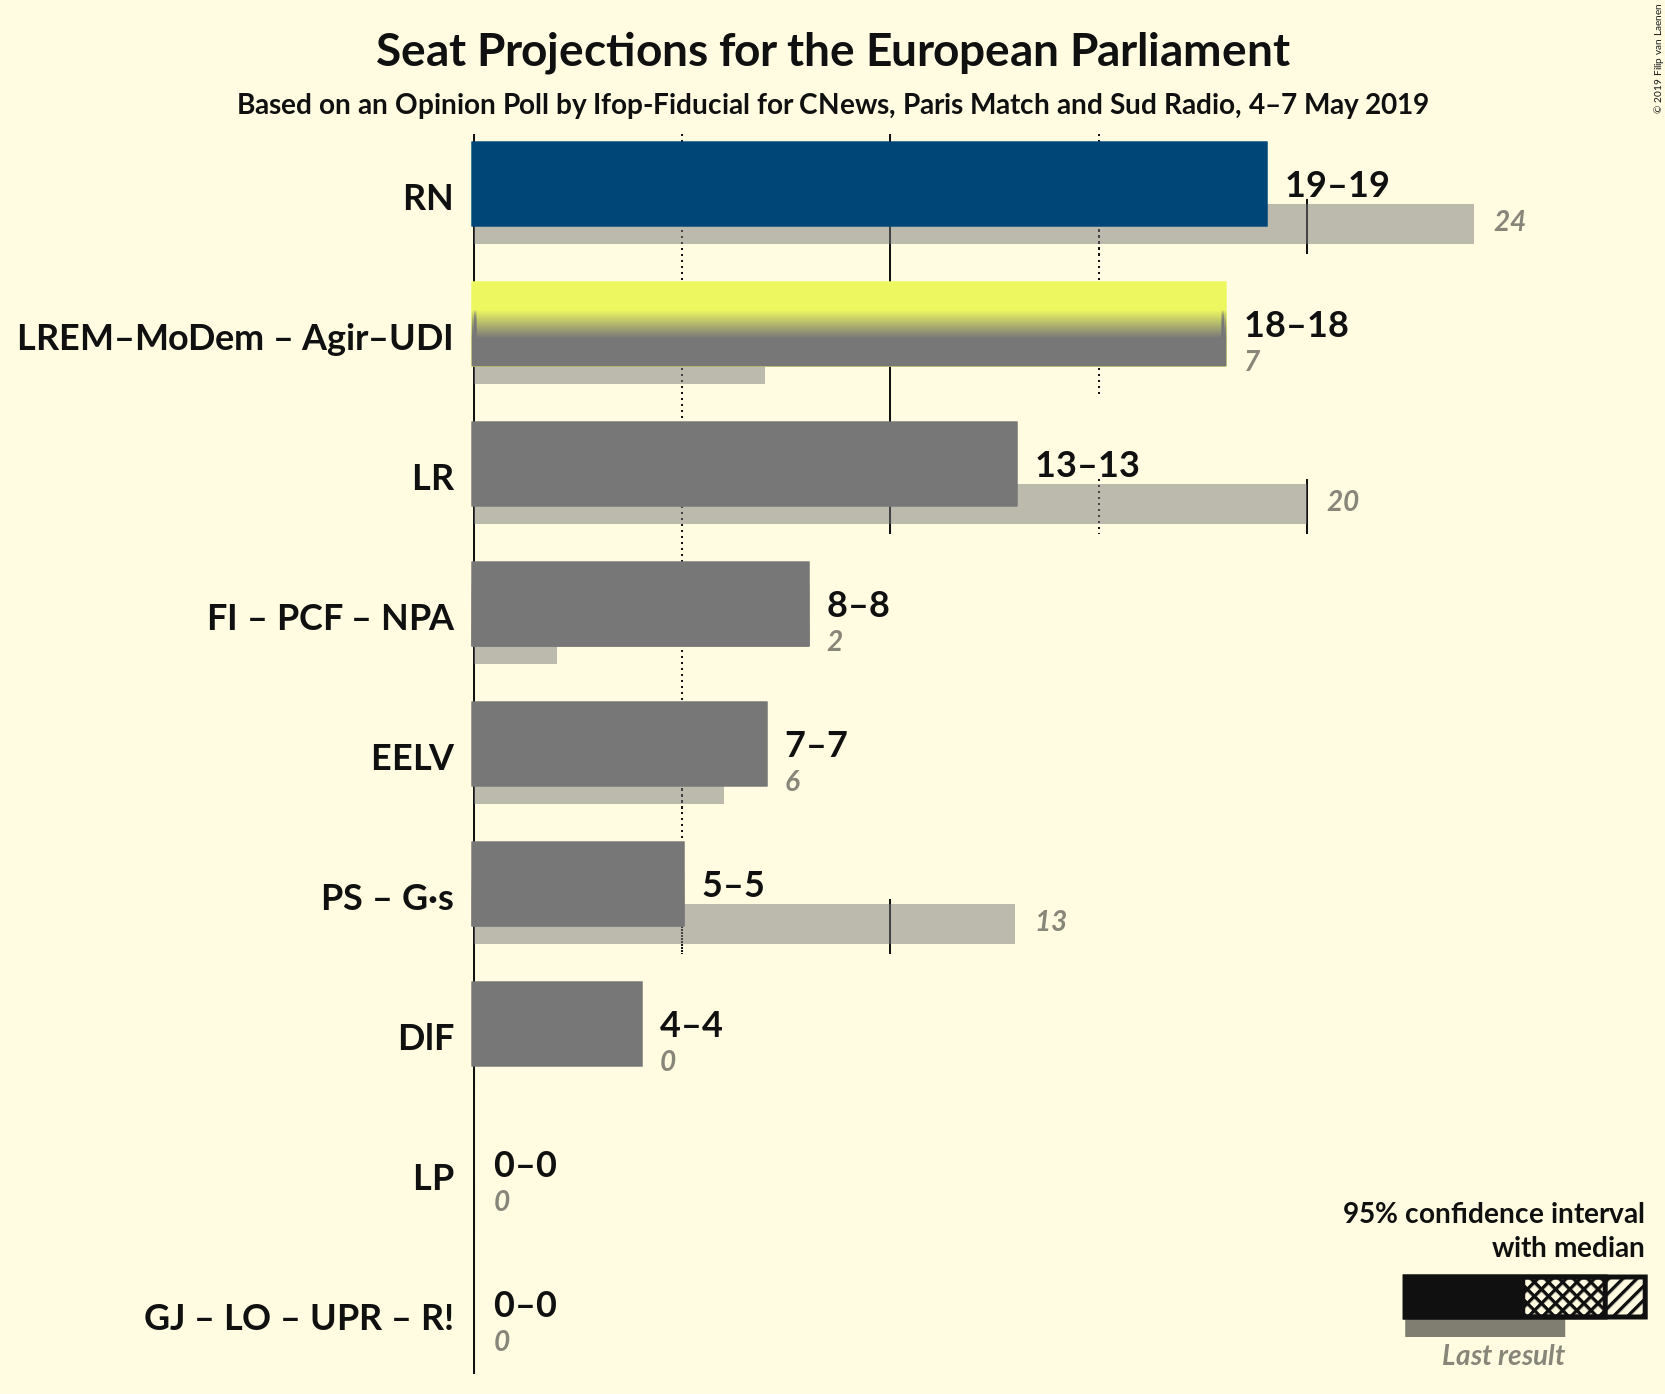 Seat Projections for the European Parliament
Based on an Opinion Poll by Ifop-Fiducial for CNews, Paris Match and Sud Radio, 4–7 May 2019
© 2019 Filip van Laenen
RN
19–19
24
LREM–MoDem – Agir–UDI
18–18
7
LR
13–13
20
FI – PCF – NPA
8–8
2
EELV
7–7
6
PS – G·s
5–5
13
DlF
4–4
0
LP
0–0
0
GJ – LO – UPR – R!
0–0
0
95% confidence interval
with median
Last result